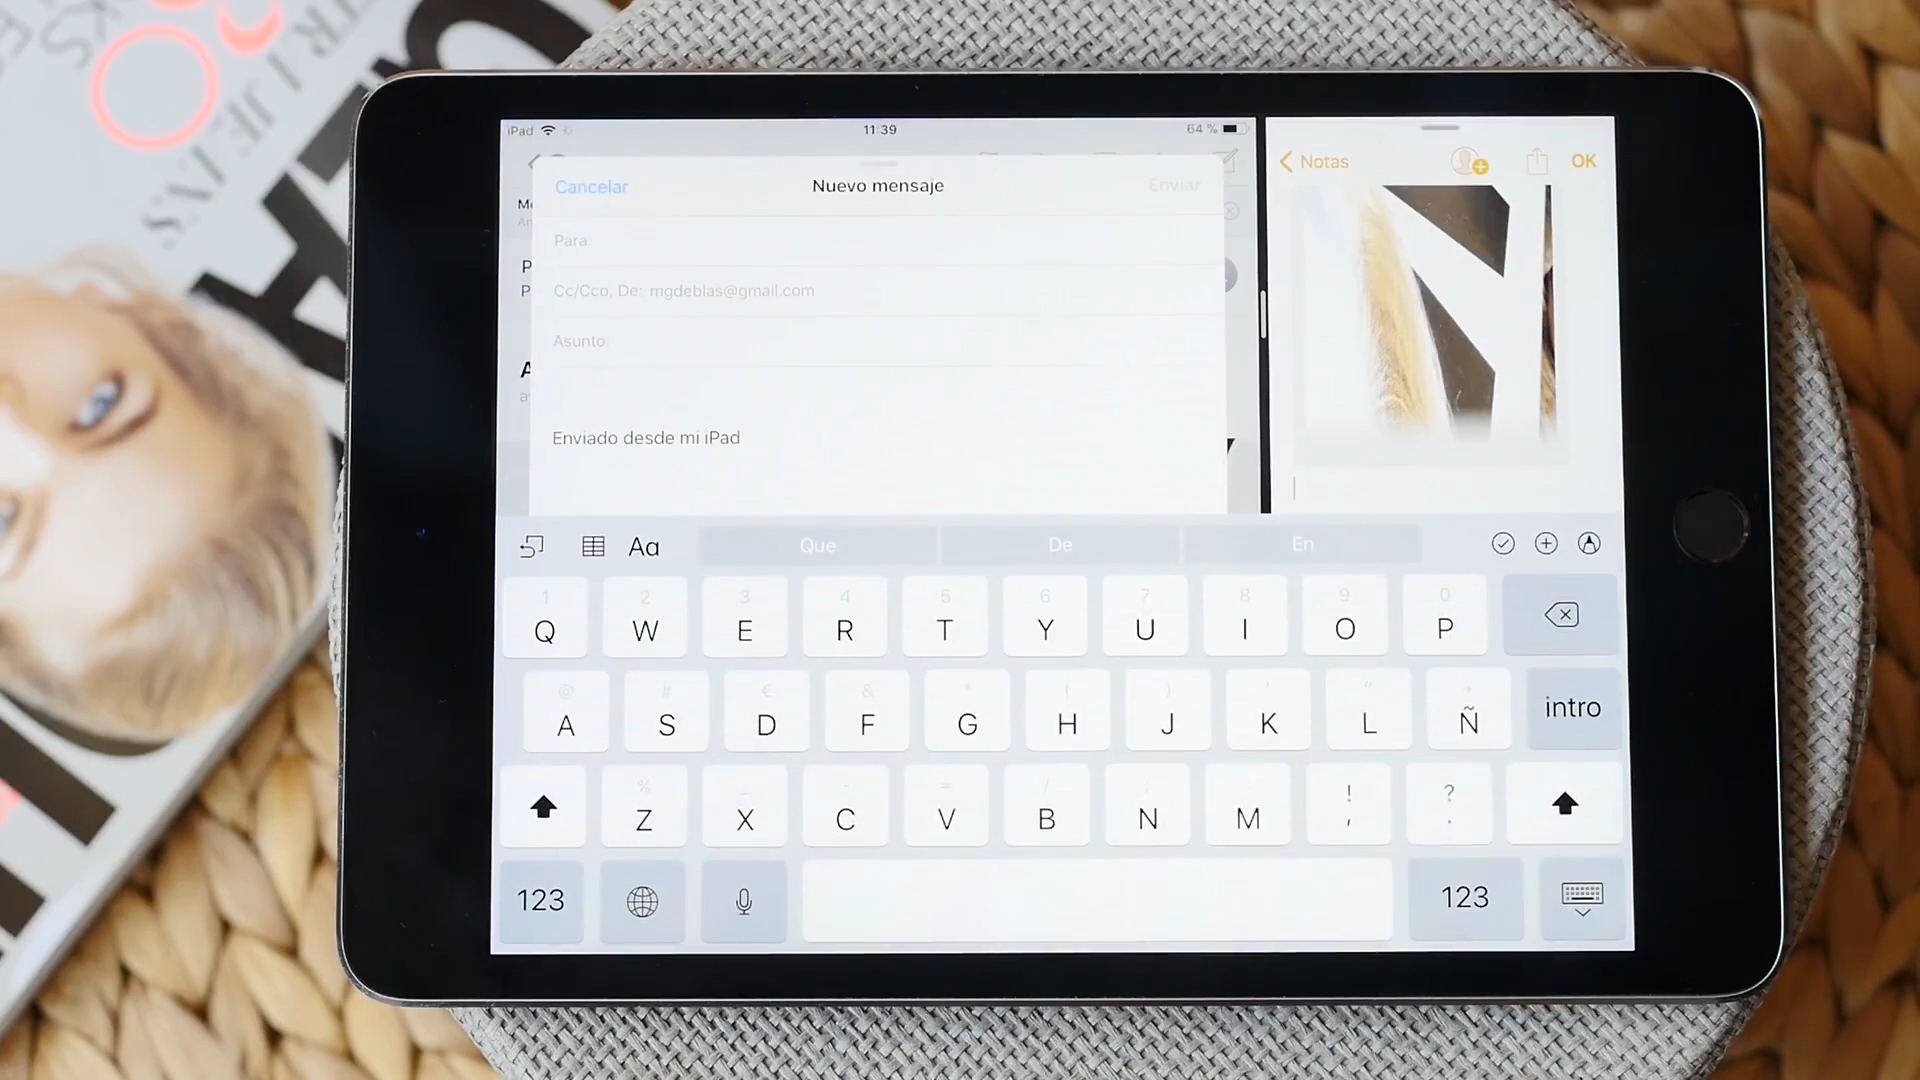 iPad 11:39 64 %
Cancelar Nuevo mensaje Enviar
Para:
Cc/Cco, De: mgdeblas@gmail.com
Asunto
Enviado desde mi iPad
Notas OK
Aa Que De En
1 2 3 4 5 6 7 8 9 0
Q W E R T Y U I O P
@ # € & * ( ) ' " +
A S D F G H J K L Ñ intro
% - = / ! ?
Z X C V B N M , .
123 123
JEANS